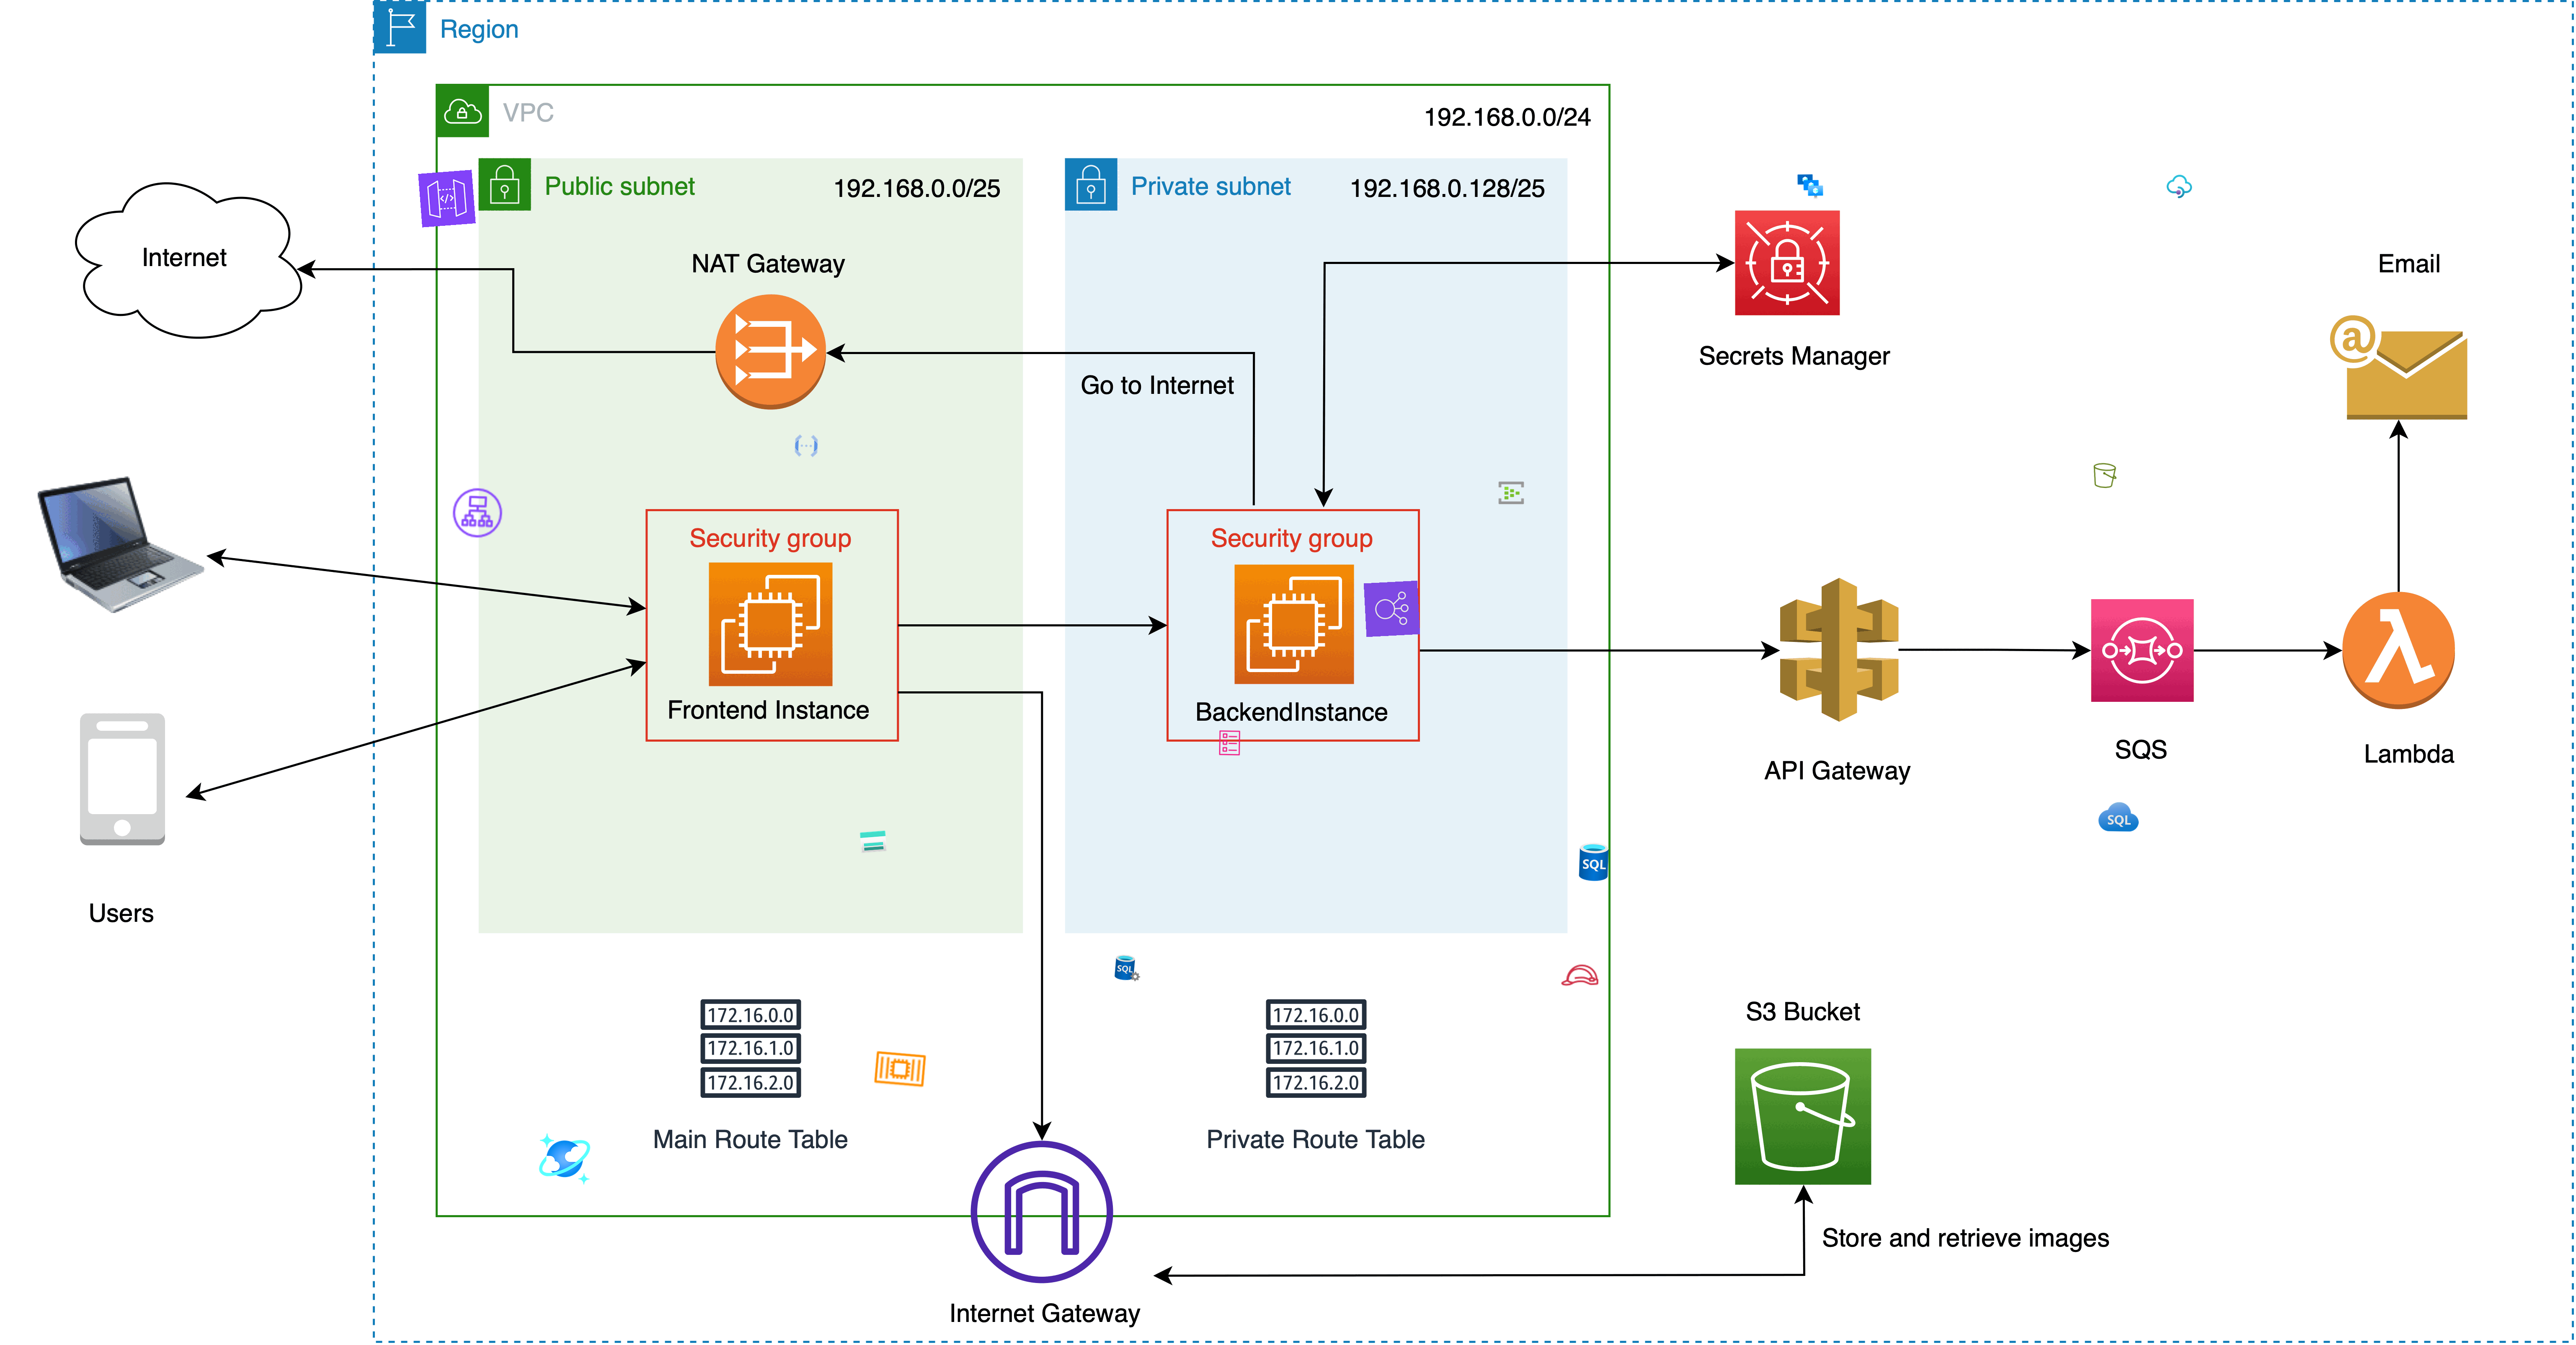 Region
VPC
192.168.0.0/24
Public subnet
192.168.0.0/25
Private subnet
192.168.0.128/25
Internet
NAT Gateway
Go to Internet
Secrets Manager
Email
@
Security group
Frontend Instance
Security group
BackendInstance
API Gateway
SQS
Lambda
Users
SQL
SQL
SQL
172.16.0.0
172.16.1.0
172.16.2.0
Main Route Table
172.16.0.0
172.16.1.0
172.16.2.0
Private Route Table
S3 Bucket
Store and retrieve images
Internet Gateway